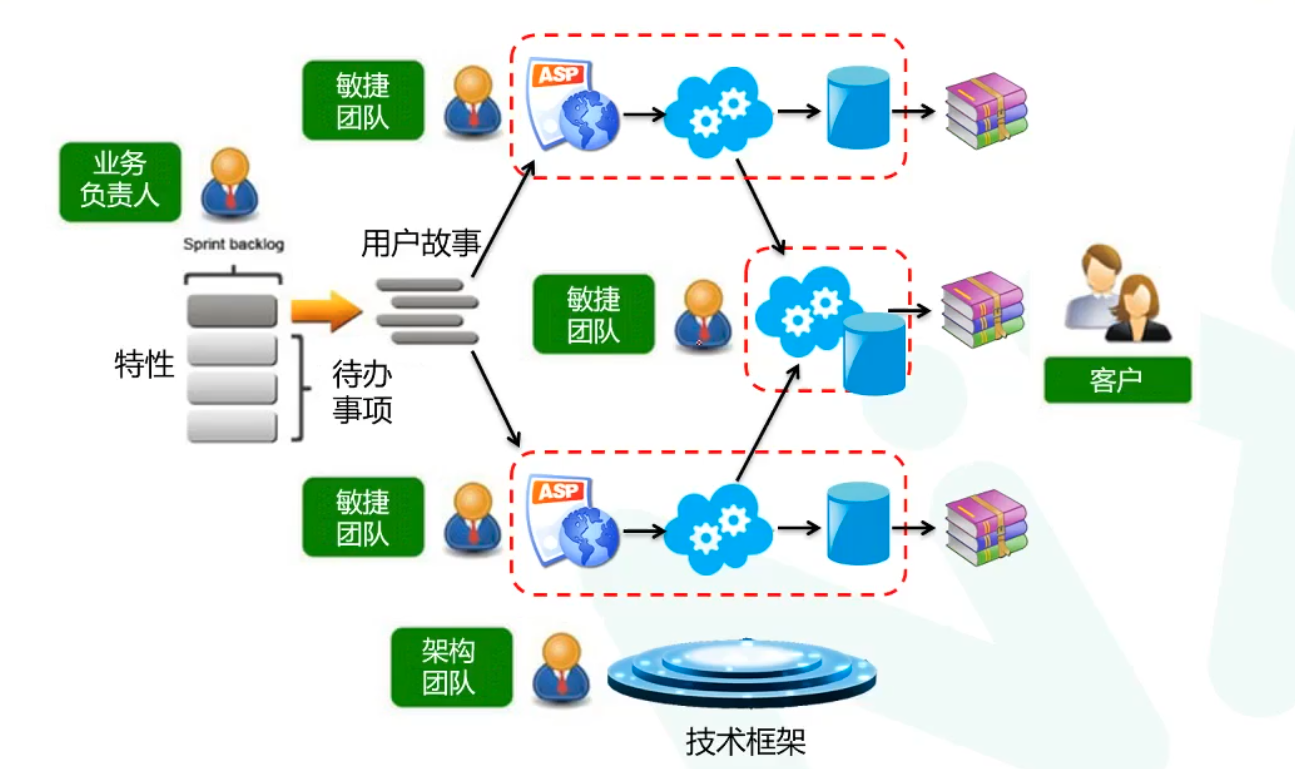 敏捷
团队
ASP
业务
负责人
Sprint backlog
用户故事
敏捷
团队
特性
待办
事项
客户
敏捷
团队
ASP
架构
团队
技术框架